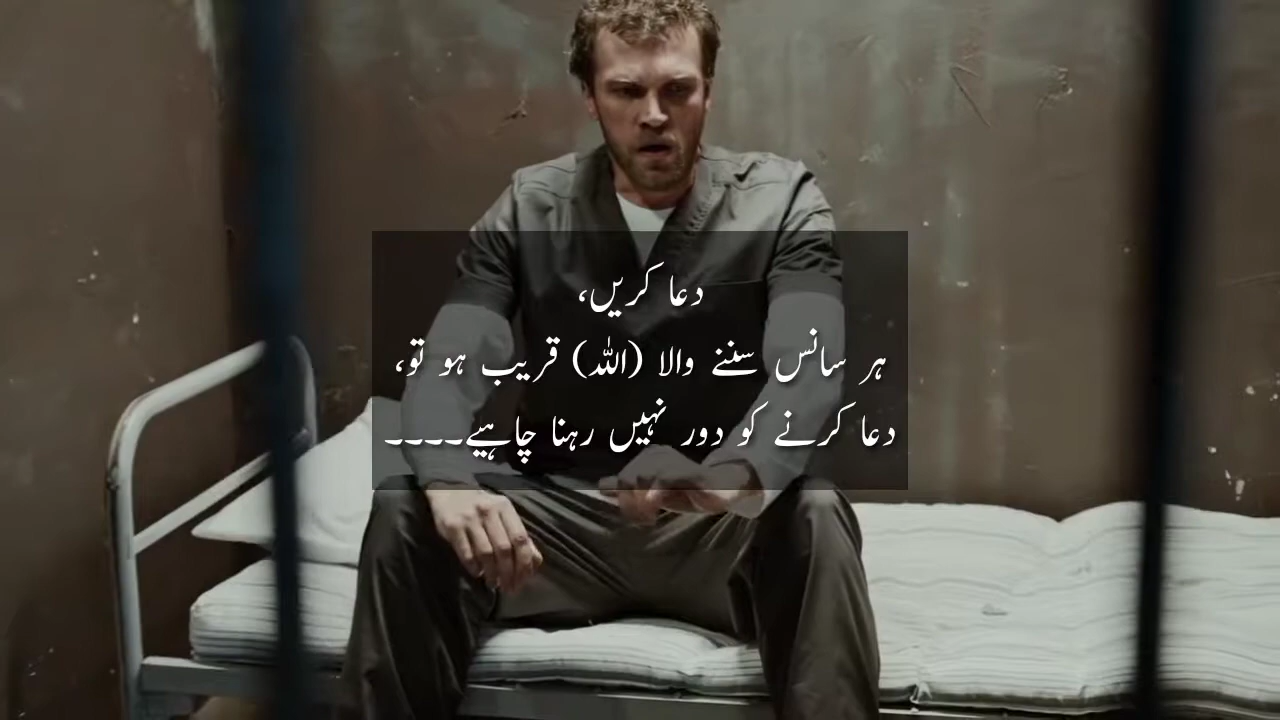 دعا کریں،
ہر سانس سننے والا (اللہ) قریب ہو تو،
دعا کرنے کو دور نہیں رہنا چاہیے۔۔۔۔